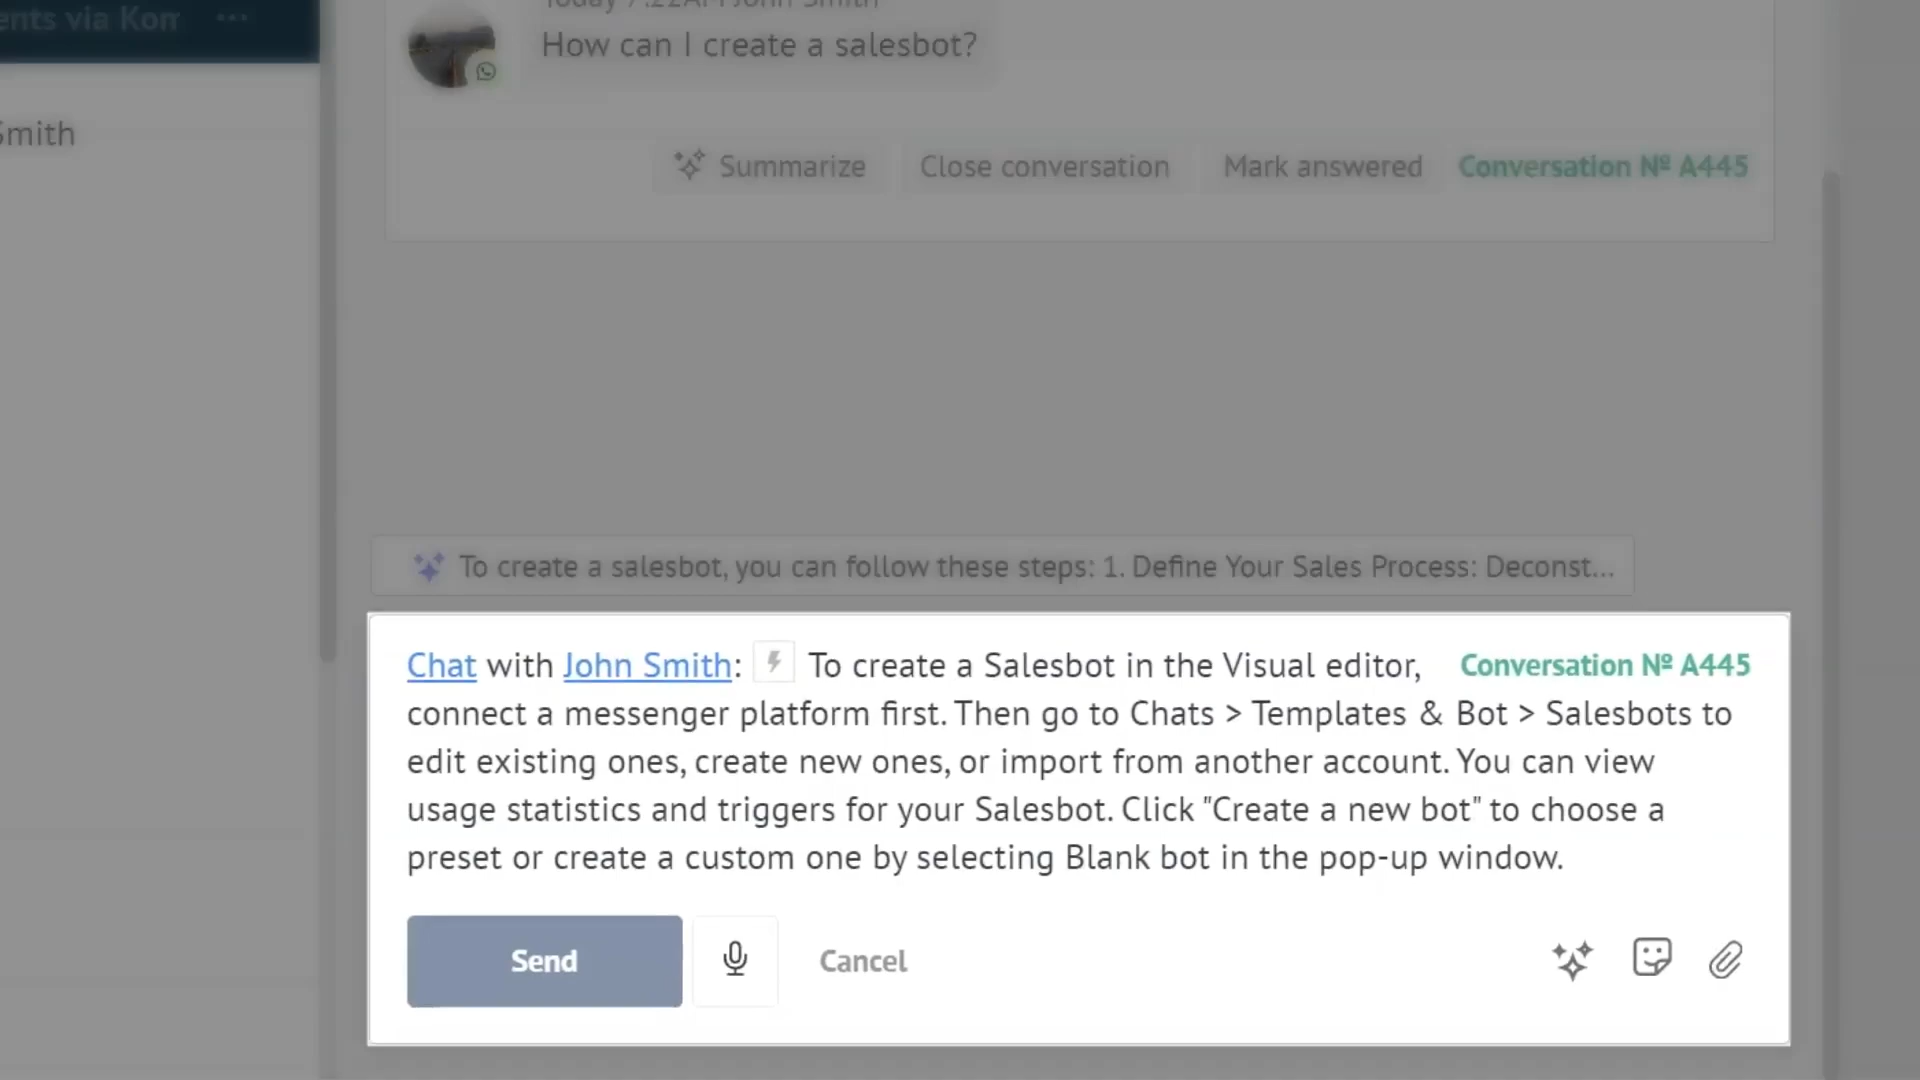 ents via Kom ...
Today 7:22AM John Smith
How can I create a salesbot?
Smith
Summarize Close conversation Mark answered Conversation № A445
To create a salesbot, you can follow these steps: 1. Define Your Sales Process: Deconst...
Chat with John Smith: To create a Salesbot in the Visual editor, Conversation № A445
connect a messenger platform first. Then go to Chats > Templates & Bot > Salesbots to
edit existing ones, create new ones, or import from another account. You can view
usage statistics and triggers for your Salesbot. Click "Create a new bot" to choose a
preset or create a custom one by selecting Blank bot in the pop-up window.
Send Cancel